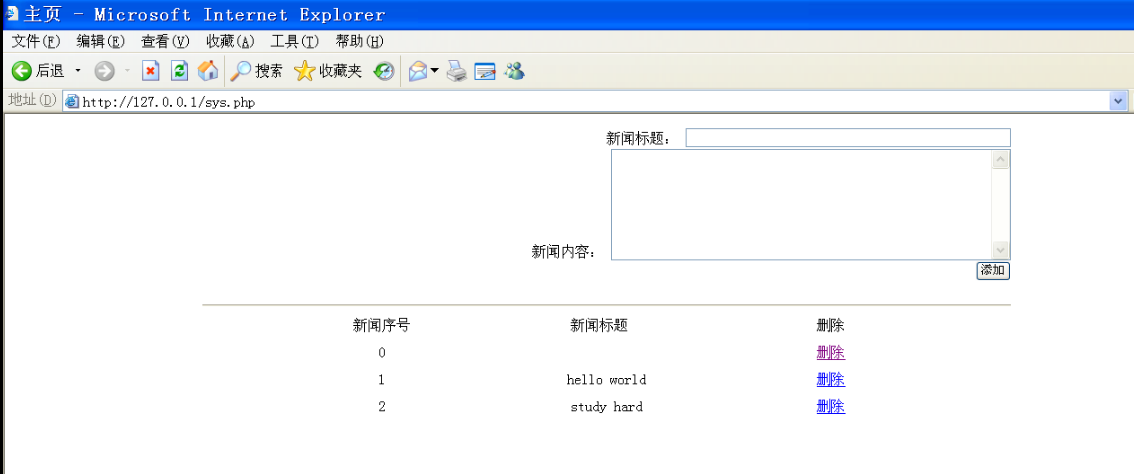 主页 - Microsoft Internet Explorer
文件(F) 编辑(E) 查看(V) 收藏(A) 工具(T) 帮助(H)
后退 搜索 收藏夹
地址(D) http://127.0.0.1/sys.php
新闻标题:
新闻内容:
添加
新闻序号 新闻标题 删除
0 删除
1 hello world 删除
2 study hard 删除